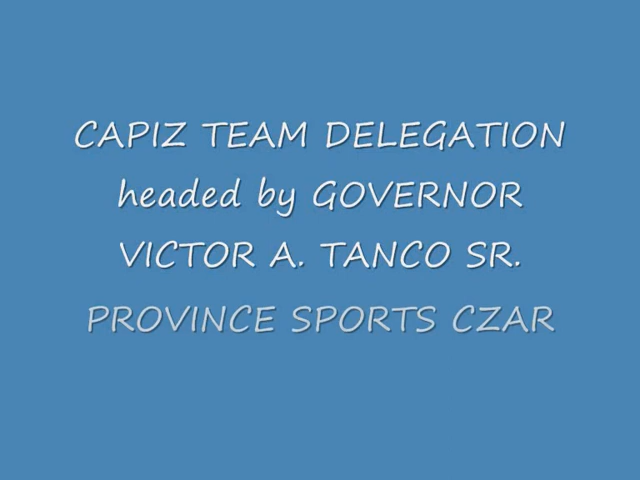 CAPIZ TEAM DELEGATION
headed by GOVERNOR
VICTOR A. TANCO SR.
PROVINCE SPORTS CZAR